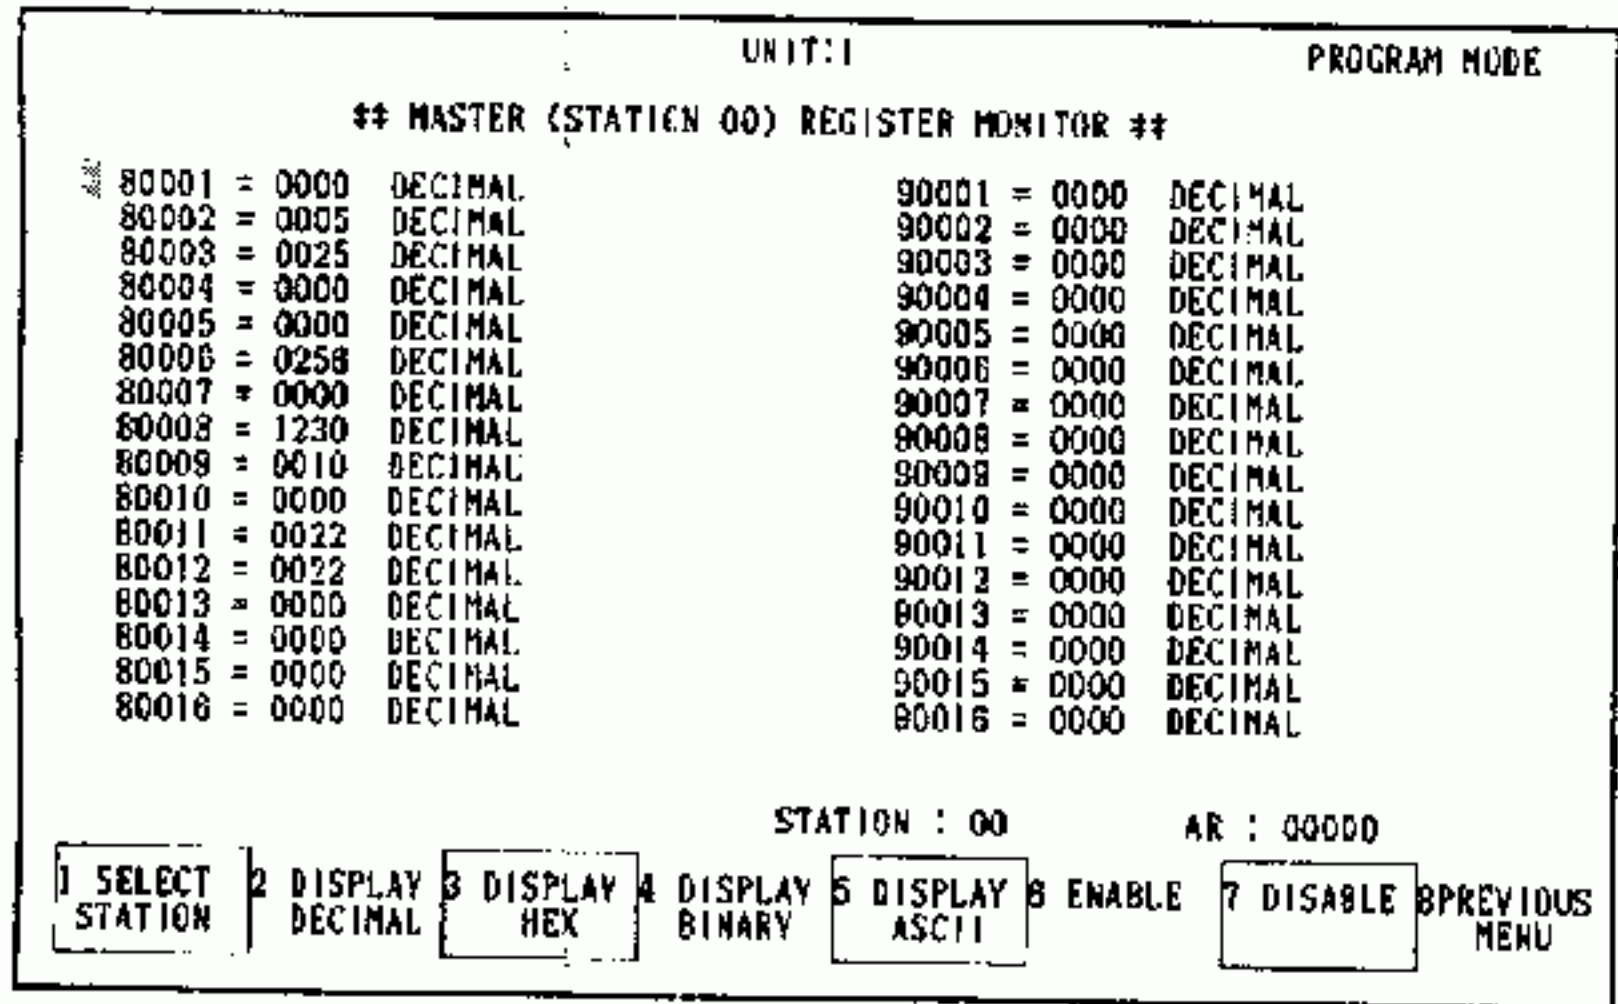 UNIT:1
PROGRAM MODE
** MASTER (STATION 00) REGISTER MONITOR **
80001 = 0000 DECIMAL 90001 = 0000 DECIMAL
80002 = 0005 DECIMAL 90002 = 0000 DECIMAL
80003 = 0025 DECIMAL 90003 = 0000 DECIMAL
80004 = 0000 DECIMAL 90004 = 0000 DECIMAL
80005 = 0000 DECIMAL 90005 = 0000 DECIMAL
80006 = 0256 DECIMAL 90006 = 0000 DECIMAL
80007 = 0000 DECIMAL 90007 = 0000 DECIMAL
80008 = 1230 DECIMAL 90008 = 0000 DECIMAL
80009 = 0010 DECIMAL 90009 = 0000 DECIMAL
80010 = 0000 DECIMAL 90010 = 0000 DECIMAL
80011 = 0022 DECIMAL 90011 = 0000 DECIMAL
80012 = 0022 DECIMAL 90012 = 0000 DECIMAL
80013 = 0000 DECIMAL 90013 = 0000 DECIMAL
80014 = 0000 DECIMAL 90014 = 0000 DECIMAL
80015 = 0000 DECIMAL 90015 = 0000 DECIMAL
80016 = 0000 DECIMAL 90016 = 0000 DECIMAL
STATION : 00 AR : 00000
1 SELECT STATION
2 DISPLAY DECIMAL
3 DISPLAY HEX
4 DISPLAY BINARY
5 DISPLAY ASCII
6 ENABLE
7 DISABLE
8PREVIOUS MENU